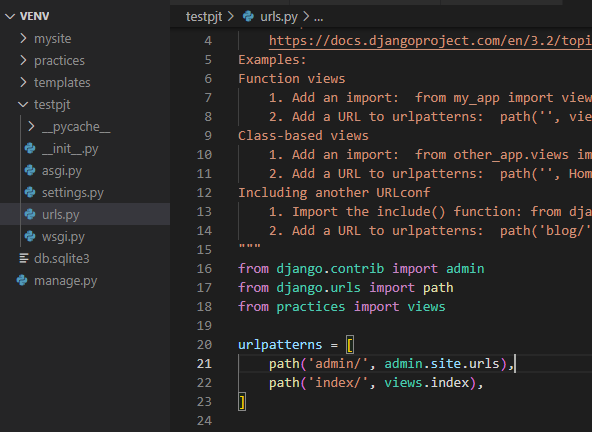 VENV
mysite
practices
templates
testpjt
__pycache__
__init__.py
asgi.py
settings.py
urls.py
wsgi.py
db.sqlite3
manage.py
testpjt > urls.py > ...
4 https://docs.djangoproject.com/en/3.2/topi
5 Examples:
6 Function views
7 1. Add an import:  from my_app import view
8 2. Add a URL to urlpatterns:  path('', vie
9 Class-based views
10 1. Add an import:  from other_app.views im
11 2. Add a URL to urlpatterns:  path('', Hom
12 Including another URLconf
13 1. Import the include() function: from dja
14 2. Add a URL to urlpatterns:  path('blog/'
15 """
16 from django.contrib import admin
17 from django.urls import path
18 from practices import views
19
20 urlpatterns = [
21 path('admin/', admin.site.urls),
22 path('index/', views.index),
23 ]
24